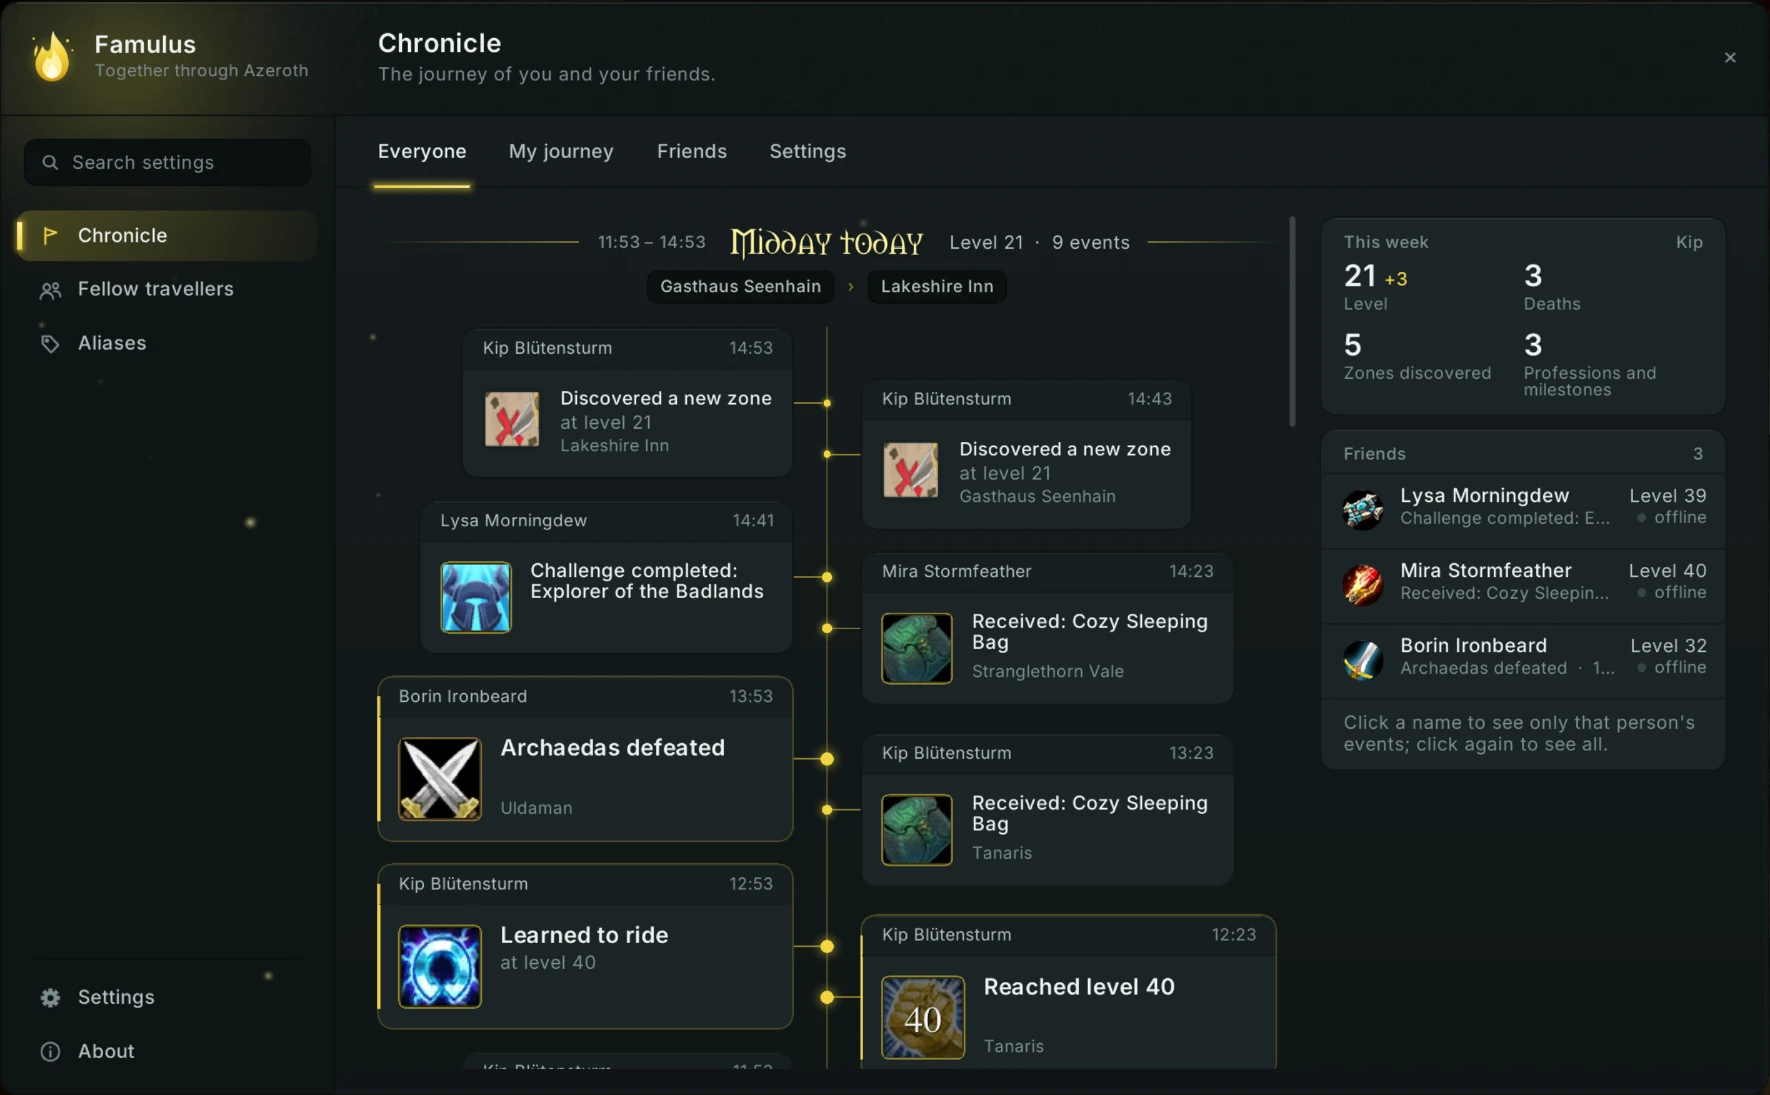 Famulus
Together through Azeroth
Chronicle
The journey of you and your friends.
Search settings
Chronicle
Fellow travellers
Aliases
Settings
About
Everyone
My journey
Friends
Settings
11:53 – 14:53
Midday today
Level 21 · 9 events
Gasthaus Seenhain
Lakeshire Inn
Kip Blütensturm
14:53
Discovered a new zone
at level 21
Lakeshire Inn
Kip Blütensturm
14:43
Discovered a new zone
at level 21
Gasthaus Seenhain
Lysa Morningdew
14:41
Challenge completed:
Explorer of the Badlands
Mira Stormfeather
14:23
Received: Cozy Sleeping
Bag
Stranglethorn Vale
Borin Ironbeard
13:53
Archaedas defeated
Uldaman
Kip Blütensturm
13:23
Received: Cozy Sleeping
Bag
Tanaris
Kip Blütensturm
12:53
Learned to ride
at level 40
Kip Blütensturm
12:23
Reached level 40
40
Tanaris
Kip Blütensturm
11:53
This week
Kip
21 +3
Level
3
Deaths
5
Zones discovered
3
Professions and
milestones
Friends
3
Lysa Morningdew
Level 39
Challenge completed: E...
offline
Mira Stormfeather
Level 40
Received: Cozy Sleepin...
offline
Borin Ironbeard
Level 32
Archaedas defeated · 1...
offline
Click a name to see only that person's
events; click again to see all.